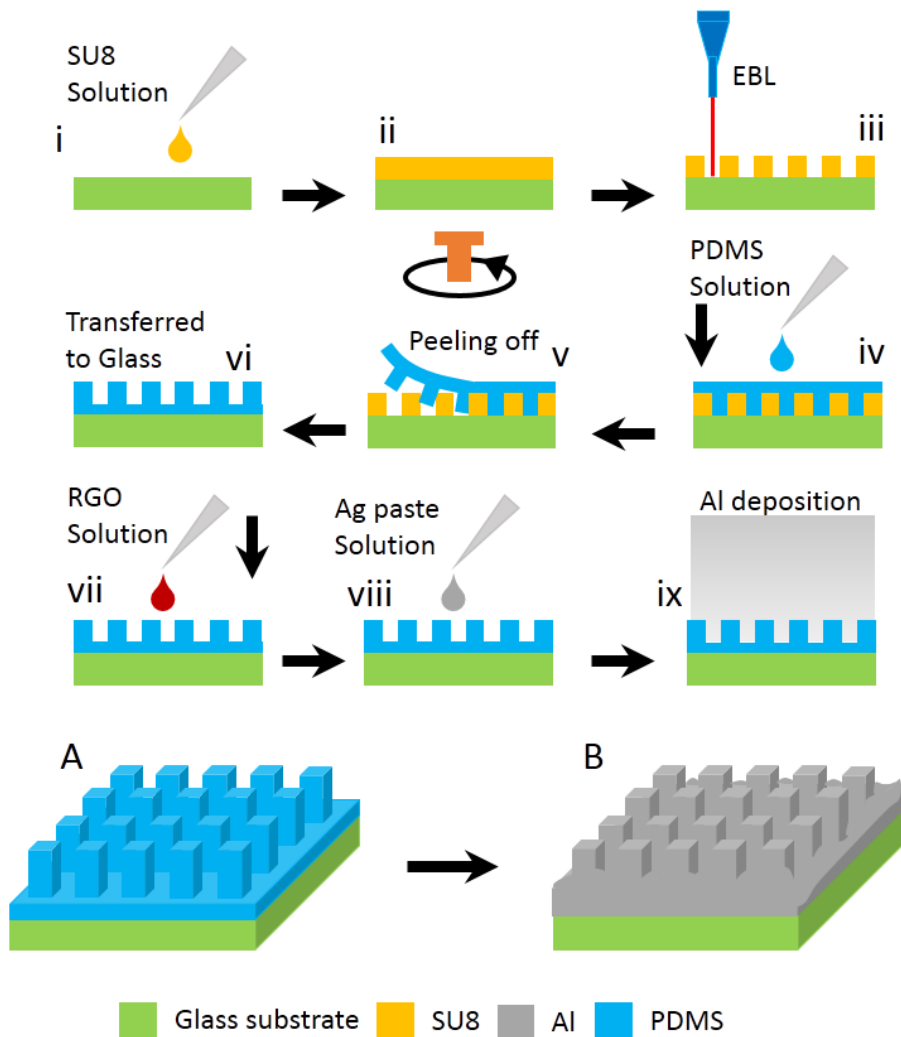 SU8
Solution
i
ii
EBL
iii
PDMS
Solution
iv
Peeling off
v
Transferred
to Glass
vi
RGO
Solution
vii
Ag paste
Solution
viii
Al deposition
ix
A
B
Glass substrate
SU8
Al
PDMS